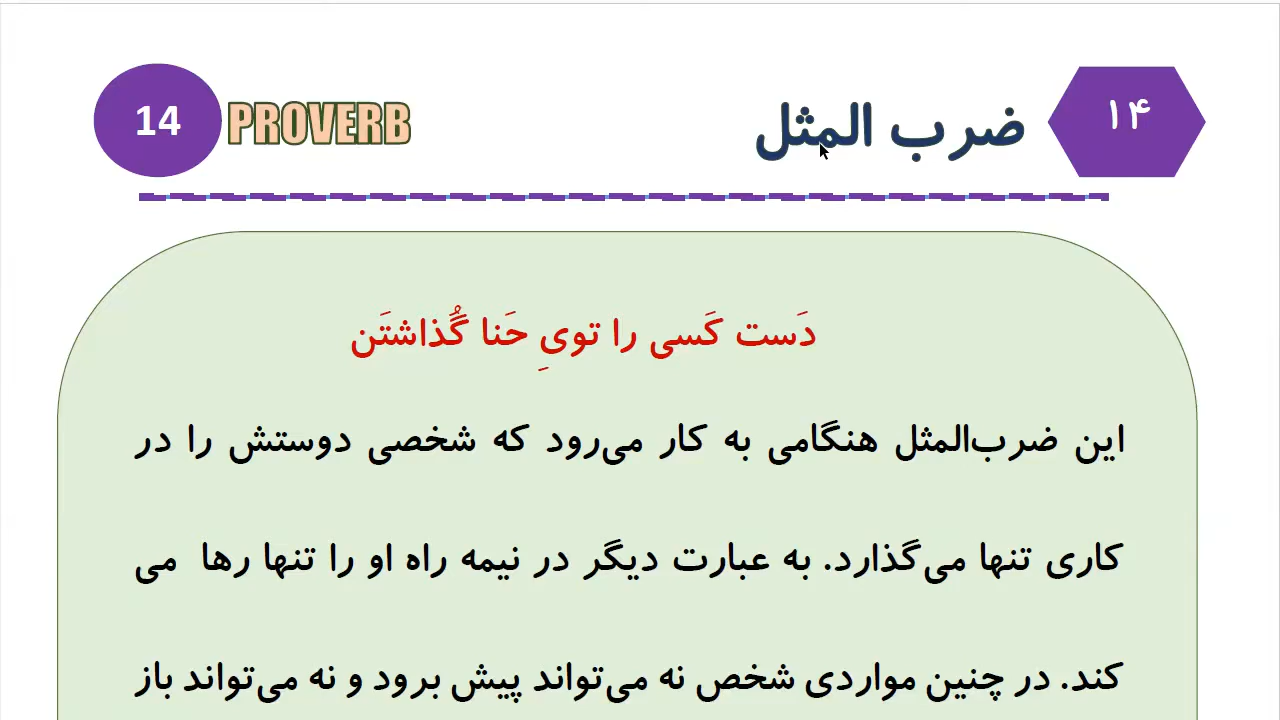 ۱۴
ضرب المثل
PROVERB
14
دَست کَسی را تویِ حَنا گُذاشتَن
این ضرب‌المثل هنگامی به کار می‌رود که شخصی دوستش را در
کاری تنها می‌گذارد. به عبارت دیگر در نیمه راه او را تنها رها می
کند. در چنین مواردی شخص نه می‌تواند پیش برود و نه می‌تواند باز